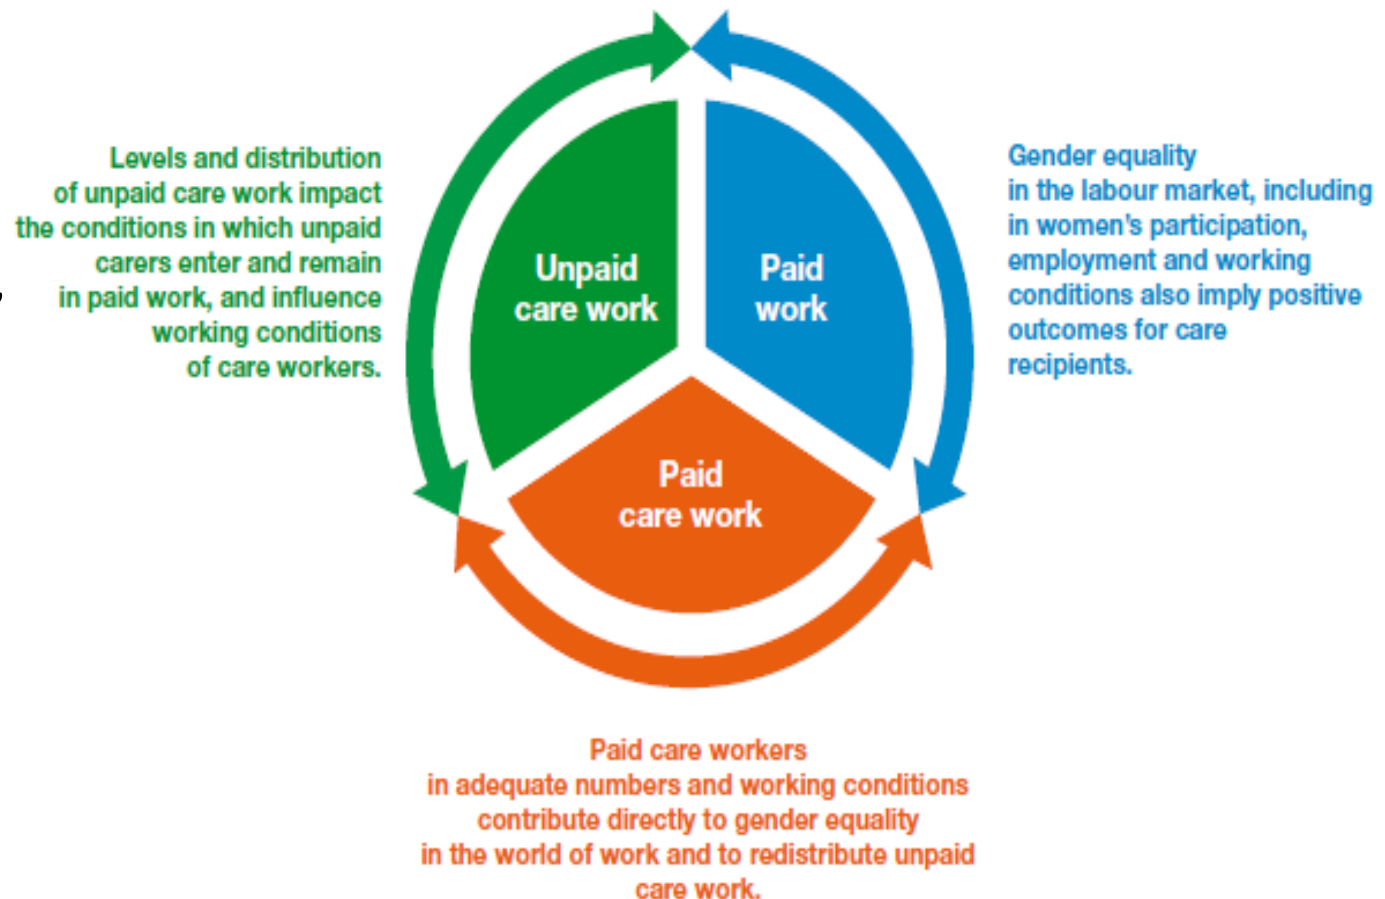 Levels and distribution
of unpaid care work impact
the conditions in which unpaid
carers enter and remain
in paid work, and influence
working conditions
of care workers.
Unpaid
care work
Paid
work
Gender equality
in the labour market, including
in women's participation,
employment and working
conditions also imply positive
outcomes for care
recipients.
Paid
care work
Paid care workers
in adequate numbers and working conditions
contribute directly to gender equality
in the world of work and to redistribute unpaid
care work.